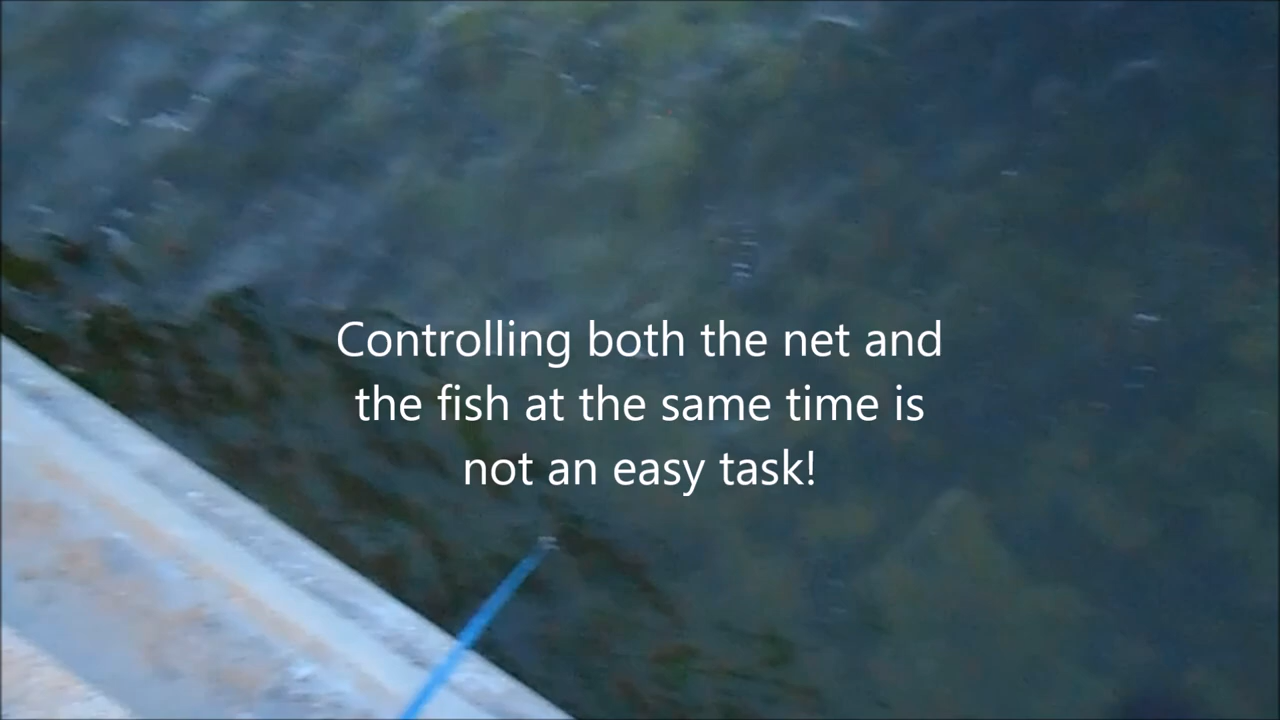 Controlling both the net and
the fish at the same time is
not an easy task!